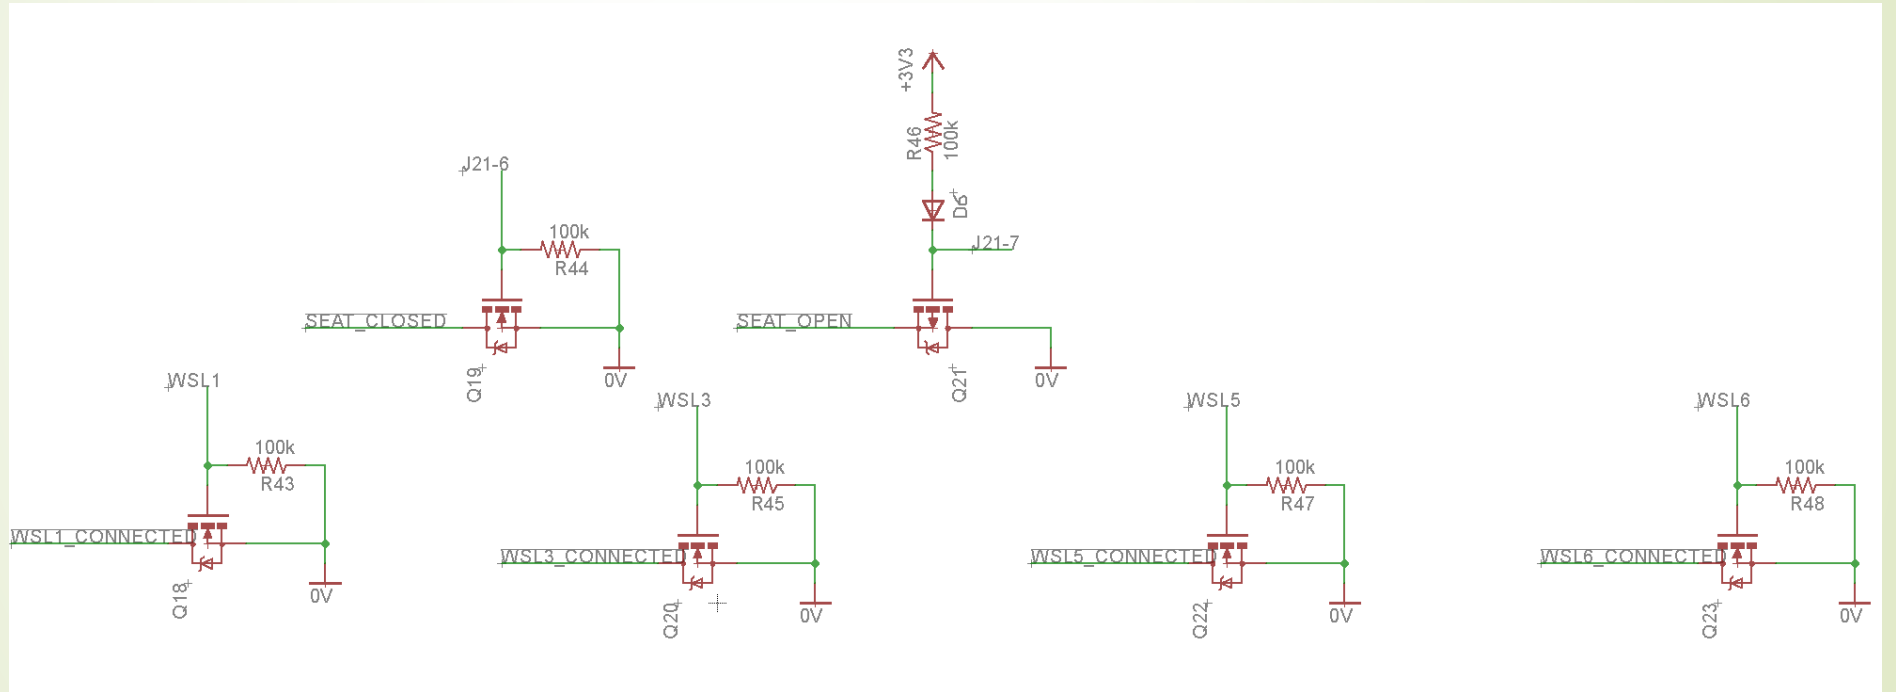 +3V3
R46
100k
J21-6
D6
100k
R44
J21-7
SEAT_CLOSED
SEAT_OPEN
Q19
0V
Q21
0V
WSL1
WSL3
WSL5
WSL6
100k
R43
100k
R45
100k
R47
100k
R48
WSL1_CONNECTED
WSL3_CONNECTED
WSL5_CONNECTED
WSL6_CONNECTED
Q18
0V
Q20
0V
Q22
0V
Q23
0V